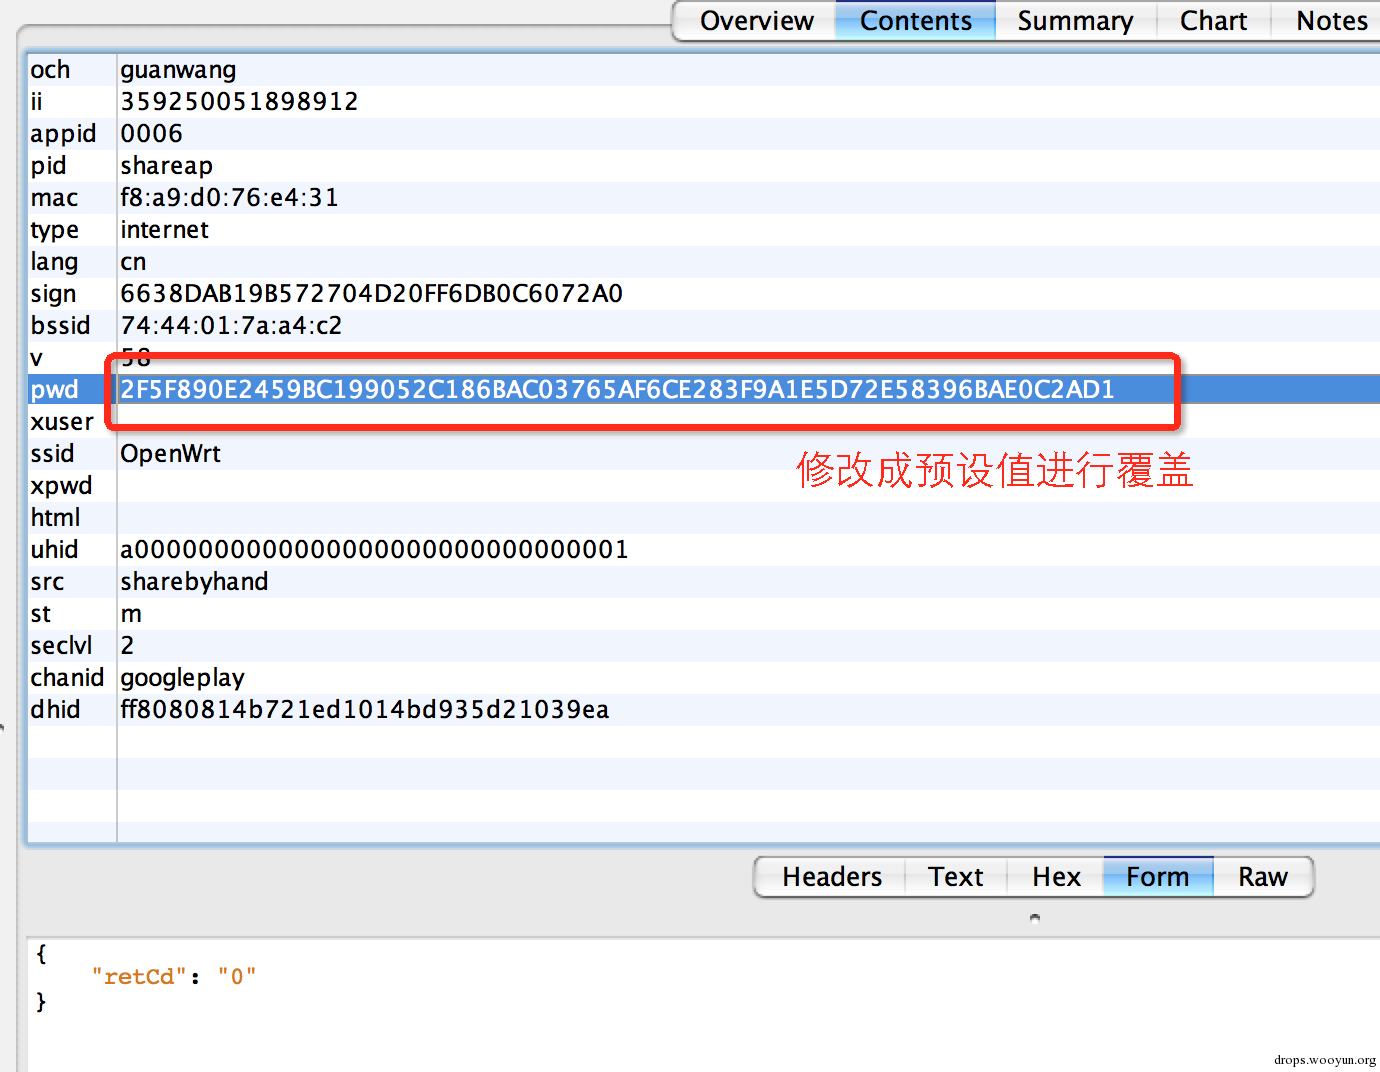 Overview Contents Summary Chart Notes
och guanwang
ii 359250051898912
appid 0006
pid shareap
mac f8:a9:d0:76:e4:31
type internet
lang cn
sign 6638DAB19B572704D20FF6DB0C6072A0
bssid 74:44:01:7a:a4:c2
v 58
pwd 2F5F890E2459BC199052C186BAC03765AF6CE283F9A1E5D72E58396BAE0C2AD1
xuser
ssid OpenWrt
修改成预设值进行覆盖
xpwd
html
uhid a0000000000000000000000000000001
src sharebyhand
st m
seclvl 2
chanid googleplay
dhid ff8080814b721ed1014bd935d21039ea
Headers Text Hex Form Raw
{
"retCd": "0"
}
drops.wooyun.org